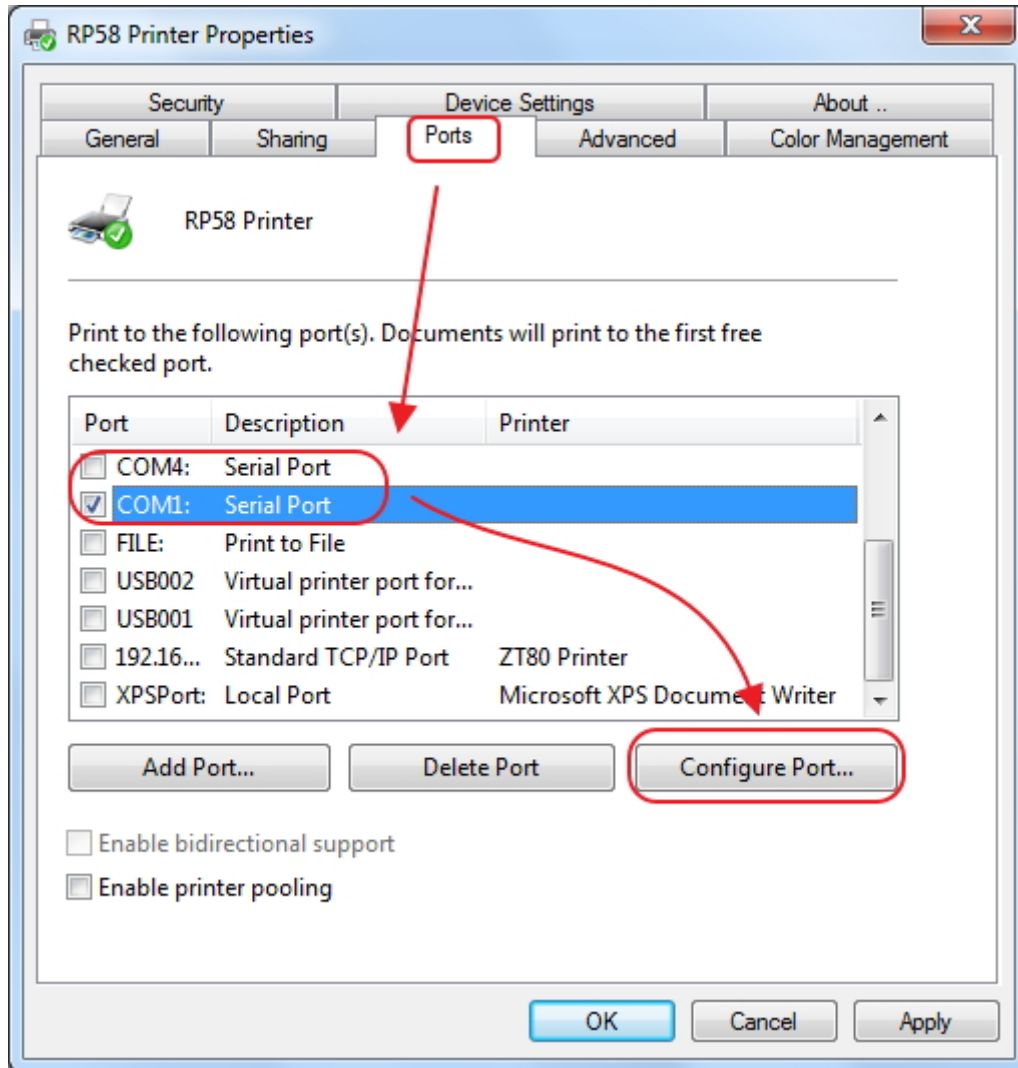 RP58 Printer Properties
Security Device Settings About ..
General Sharing Ports Advanced Color Management
RP58 Printer
Print to the following port(s). Documents will print to the first free
checked port.
Port Description Printer
COM4: Serial Port
COM1: Serial Port
FILE: Print to File
USB002 Virtual printer port for...
USB001 Virtual printer port for...
192.16... Standard TCP/IP Port ZT80 Printer
XPSPort: Local Port Microsoft XPS Document Writer
Add Port... Delete Port Configure Port...
Enable bidirectional support
Enable printer pooling
OK Cancel Apply